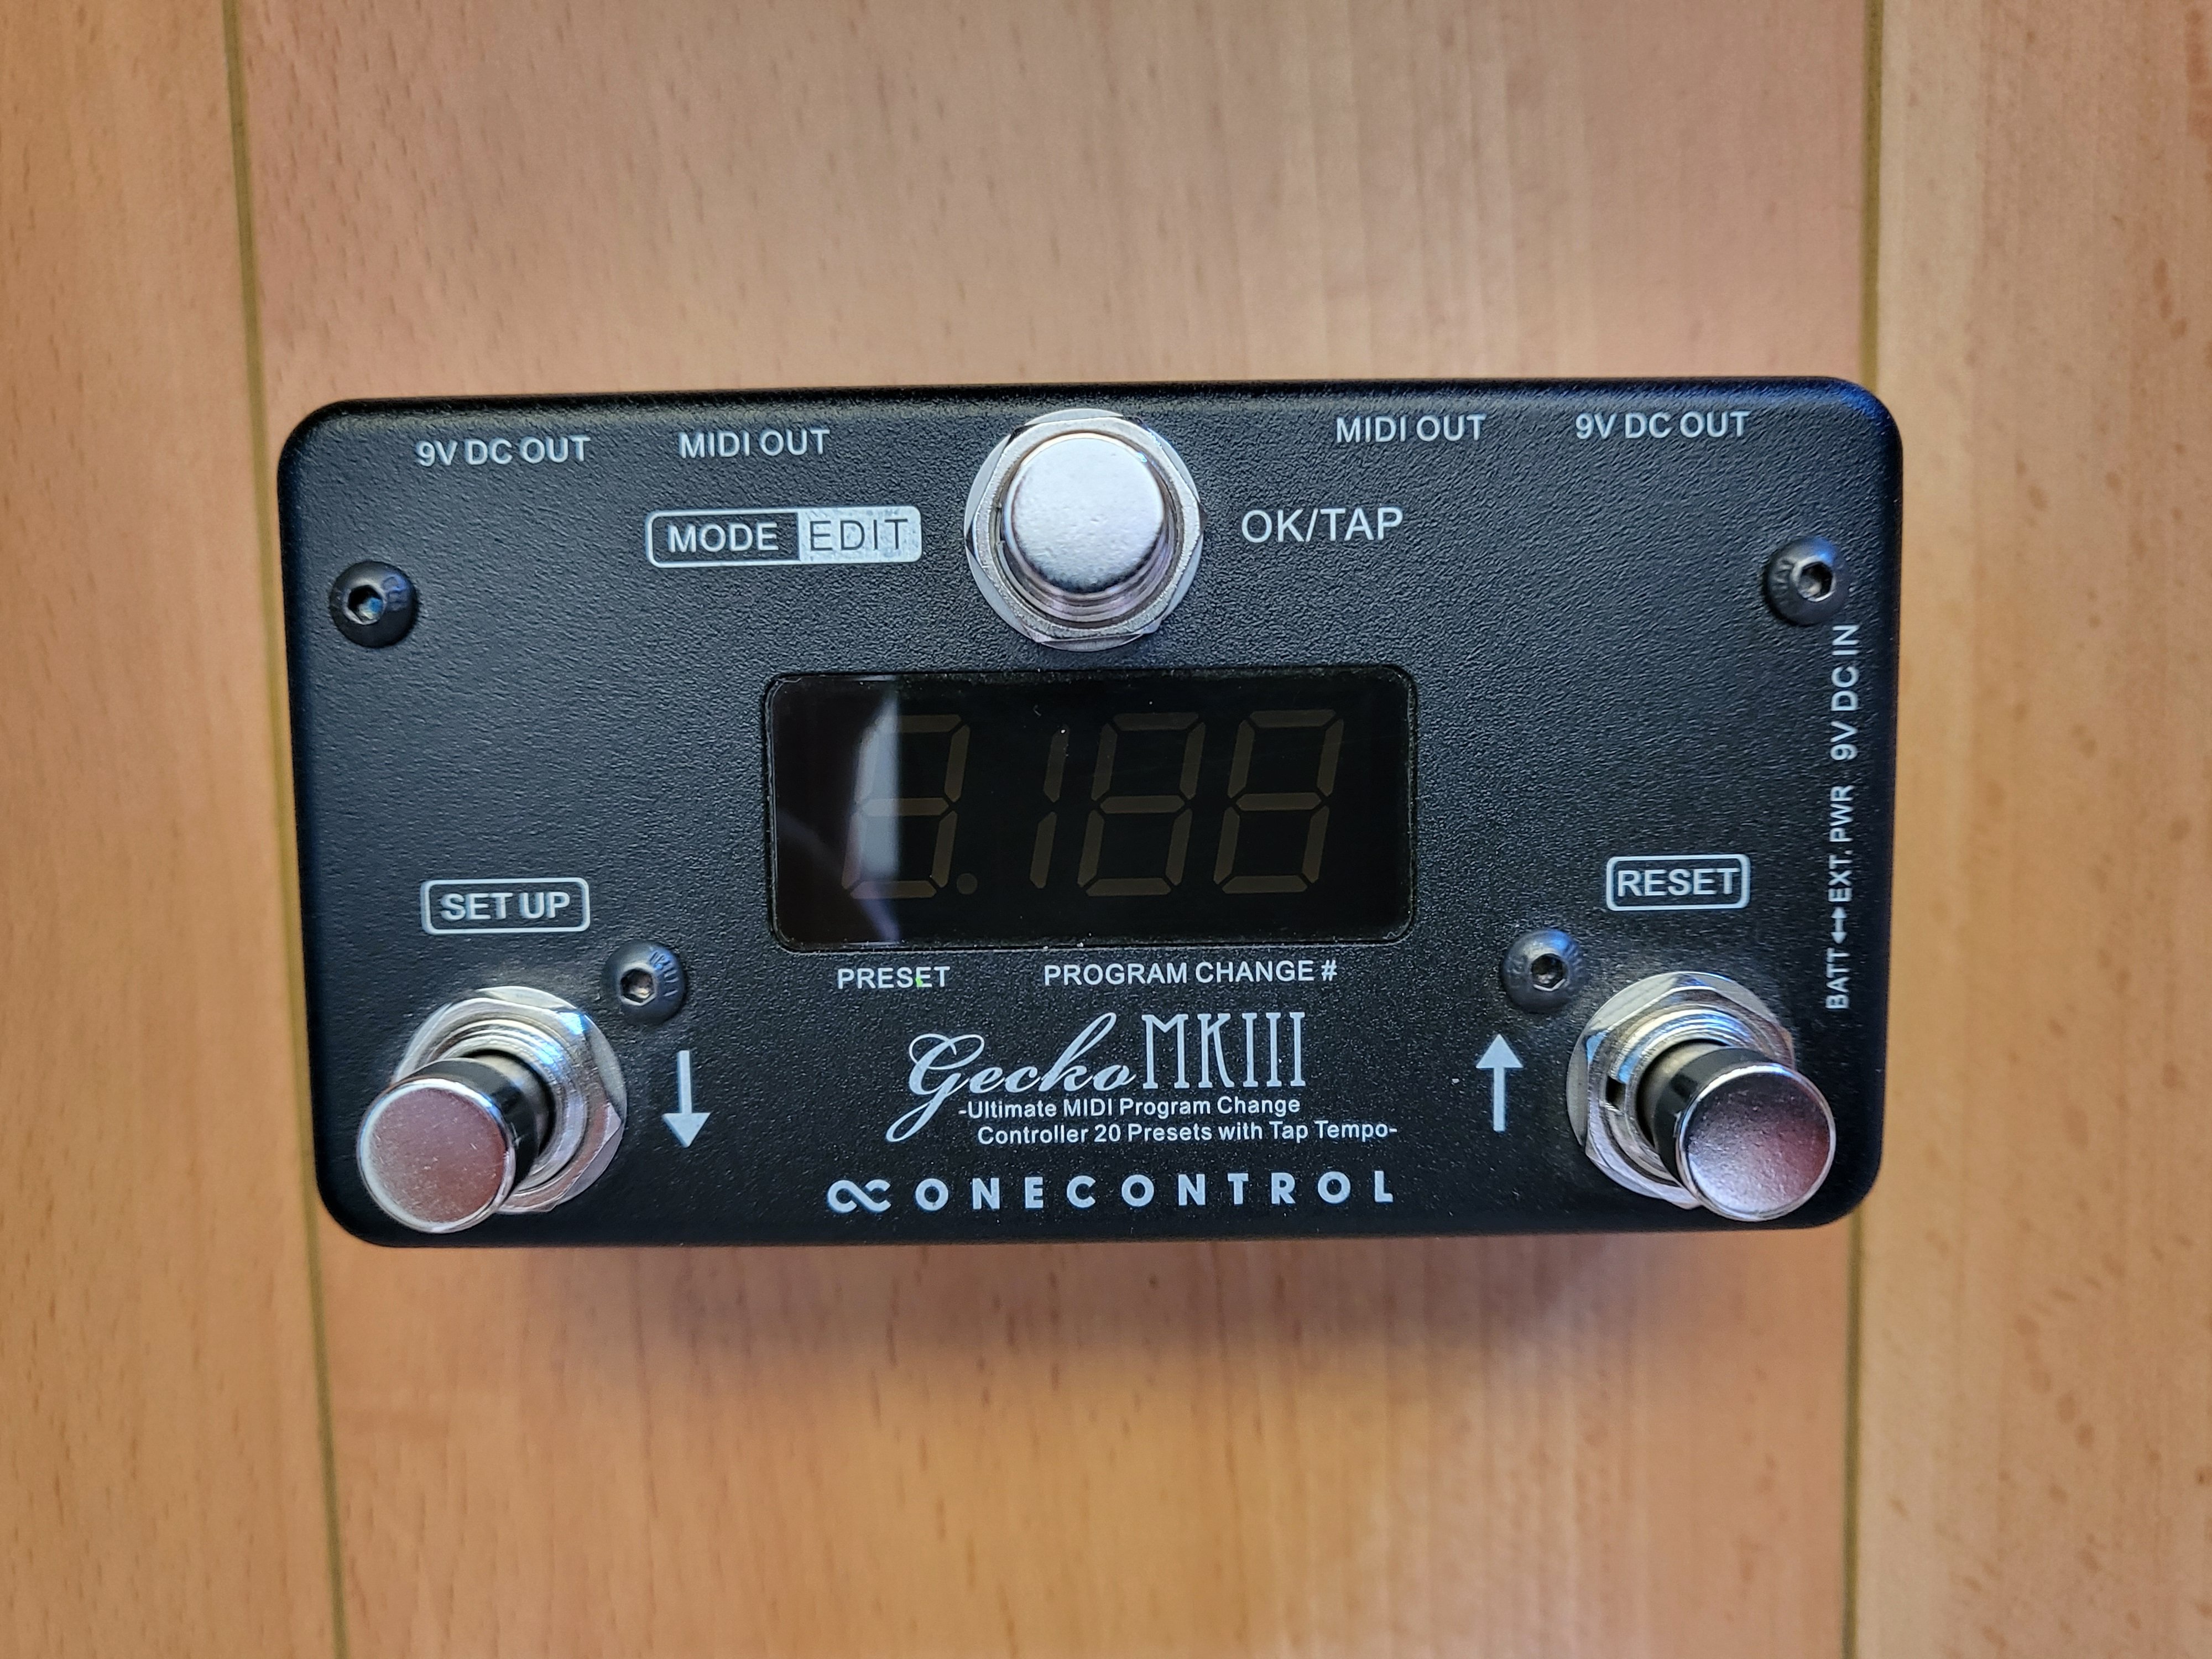 9V DC OUT
MIDI OUT
MIDI OUT
9V DC OUT
MODE EDIT
OK/TAP
BATT↔EXT. PWR 9V DC IN
SET UP
RESET
PRESET
PROGRAM CHANGE #
Gecko MKIII
-Ultimate MIDI Program Change
Controller 20 Presets with Tap Tempo-
ONECONTROL